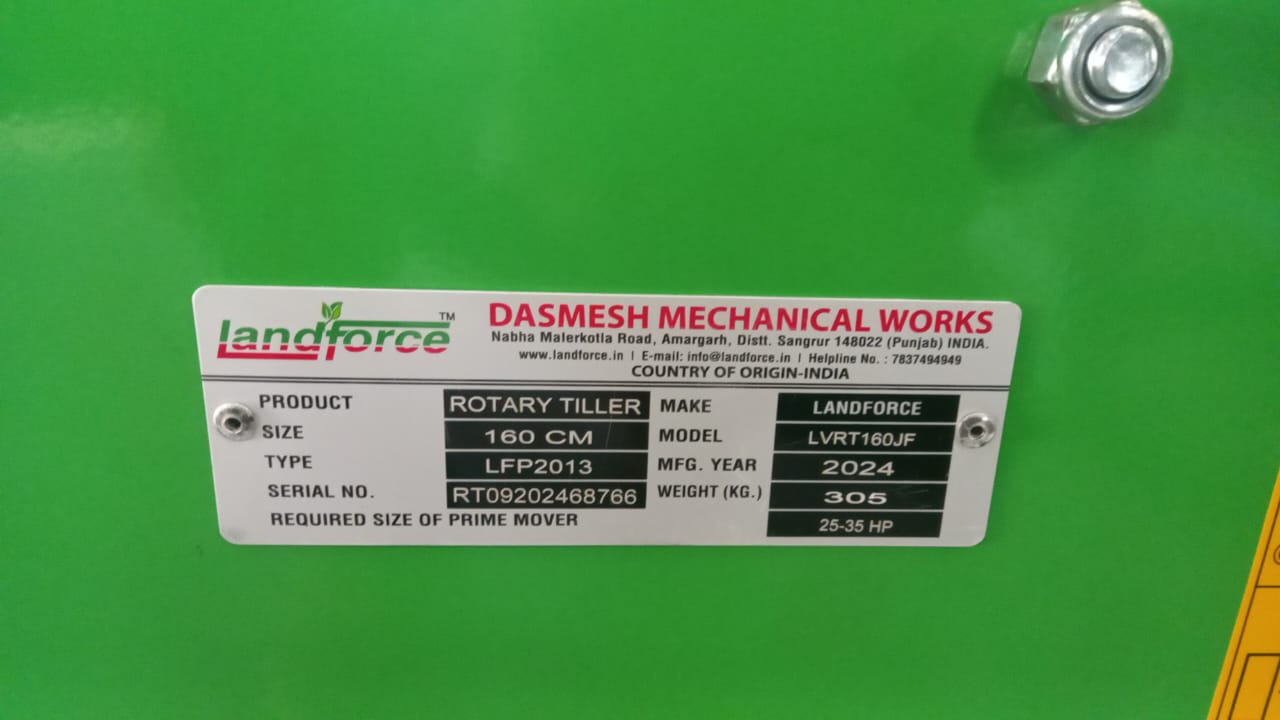 landforce TM
DASMESH MECHANICAL WORKS
Nabha Malerkotla Road, Amargarh, Distt. Sangrur 148022 (Punjab) INDIA.
www.landforce.in | E-mail: info@landforce.in | Helpline No. : 7837494949
COUNTRY OF ORIGIN-INDIA
PRODUCT ROTARY TILLER MAKE LANDFORCE
SIZE 160 CM MODEL LVRT160JF
TYPE LFP2013 MFG. YEAR 2024
SERIAL NO. RT09202468766 WEIGHT (KG.) 305
REQUIRED SIZE OF PRIME MOVER 25-35 HP